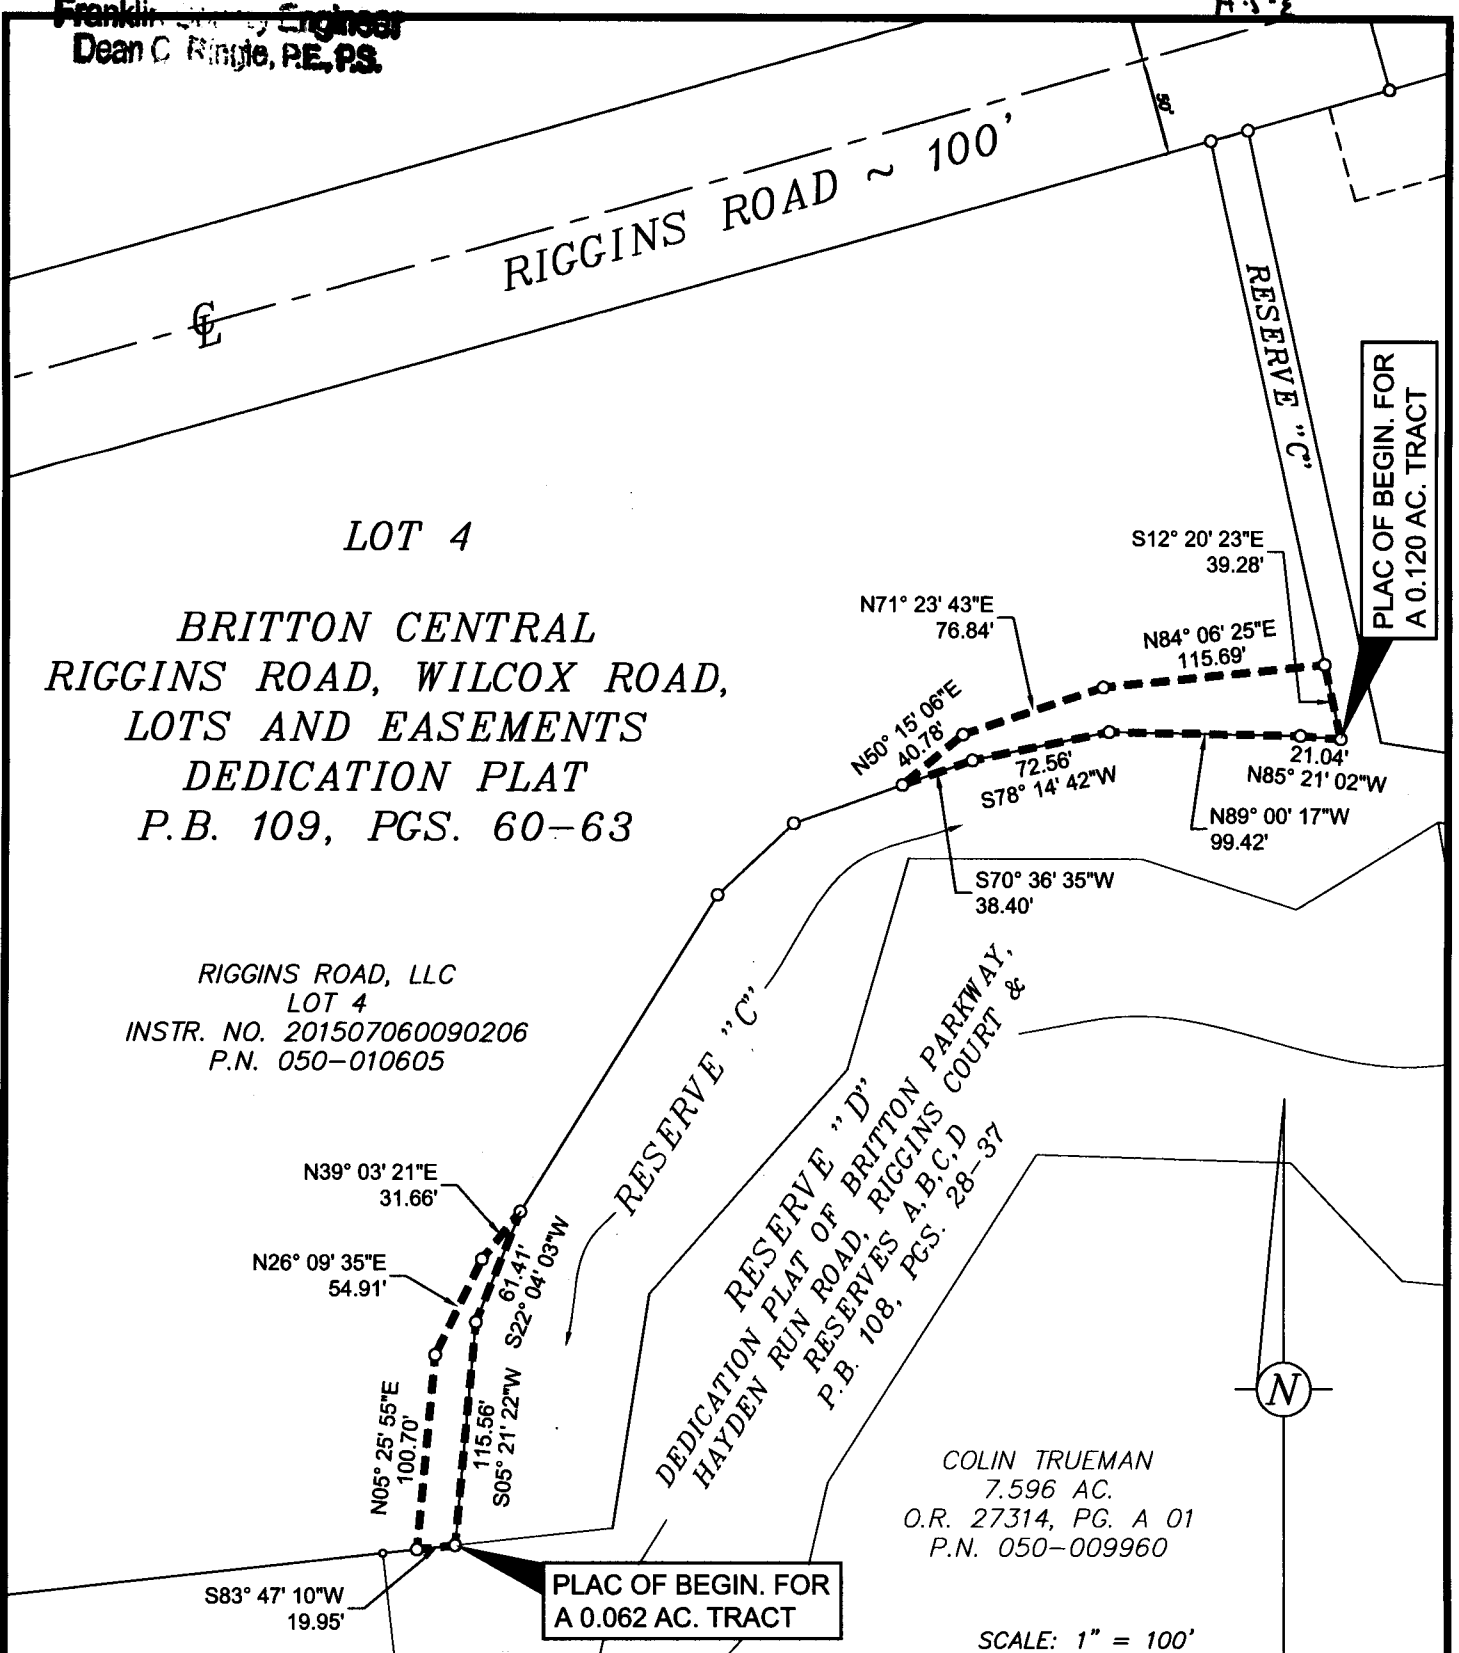 Franklin County Engineer
Dean C. Ringle, P.E., P.S.
50'
RIGGINS ROAD ~ 100'
CL
RESERVE "C"
PLAC OF BEGIN. FOR
A 0.120 AC. TRACT
LOT 4
BRITTON CENTRAL
RIGGINS ROAD, WILCOX ROAD,
LOTS AND EASEMENTS
DEDICATION PLAT
P.B. 109, PGS. 60-63
S12° 20' 23"E
39.28'
N71° 23' 43"E
76.84'
N84° 06' 25"E
115.69'
N50° 15' 06"E
40.78'
72.56'
S78° 14' 42"W
21.04'
N85° 21' 02"W
N89° 00' 17"W
99.42'
S70° 36' 35"W
38.40'
RIGGINS ROAD, LLC
LOT 4
INSTR. NO. 201507060090206
P.N. 050-010605
RESERVE "C"
RESERVE "D"
DEDICATION PLAT OF BRITTON PARKWAY,
HAYDEN RUN ROAD, RIGGINS COURT &
RESERVES A,B,C,D
P.B. 108, PGS. 28-37
N39° 03' 21"E
31.66'
N26° 09' 35"E
54.91'
61.41'
S22° 04' 03"W
N05° 25' 55"E
100.70'
115.56'
S05° 21' 22"W
N
COLIN TRUEMAN
7.596 AC.
O.R. 27314, PG. A 01
P.N. 050-009960
S83° 47' 10"W
19.95'
PLAC OF BEGIN. FOR
A 0.062 AC. TRACT
SCALE: 1" = 100'